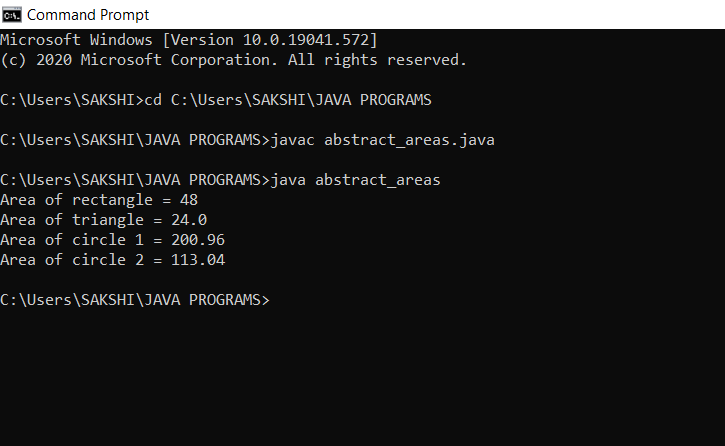 Command Prompt
Microsoft Windows [Version 10.0.19041.572]
(c) 2020 Microsoft Corporation. All rights reserved.
C:\Users\SAKSHI>cd C:\Users\SAKSHI\JAVA PROGRAMS
C:\Users\SAKSHI\JAVA PROGRAMS>javac abstract_areas.java
C:\Users\SAKSHI\JAVA PROGRAMS>java abstract_areas
Area of rectangle = 48
Area of triangle = 24.0
Area of circle 1 = 200.96
Area of circle 2 = 113.04
C:\Users\SAKSHI\JAVA PROGRAMS>